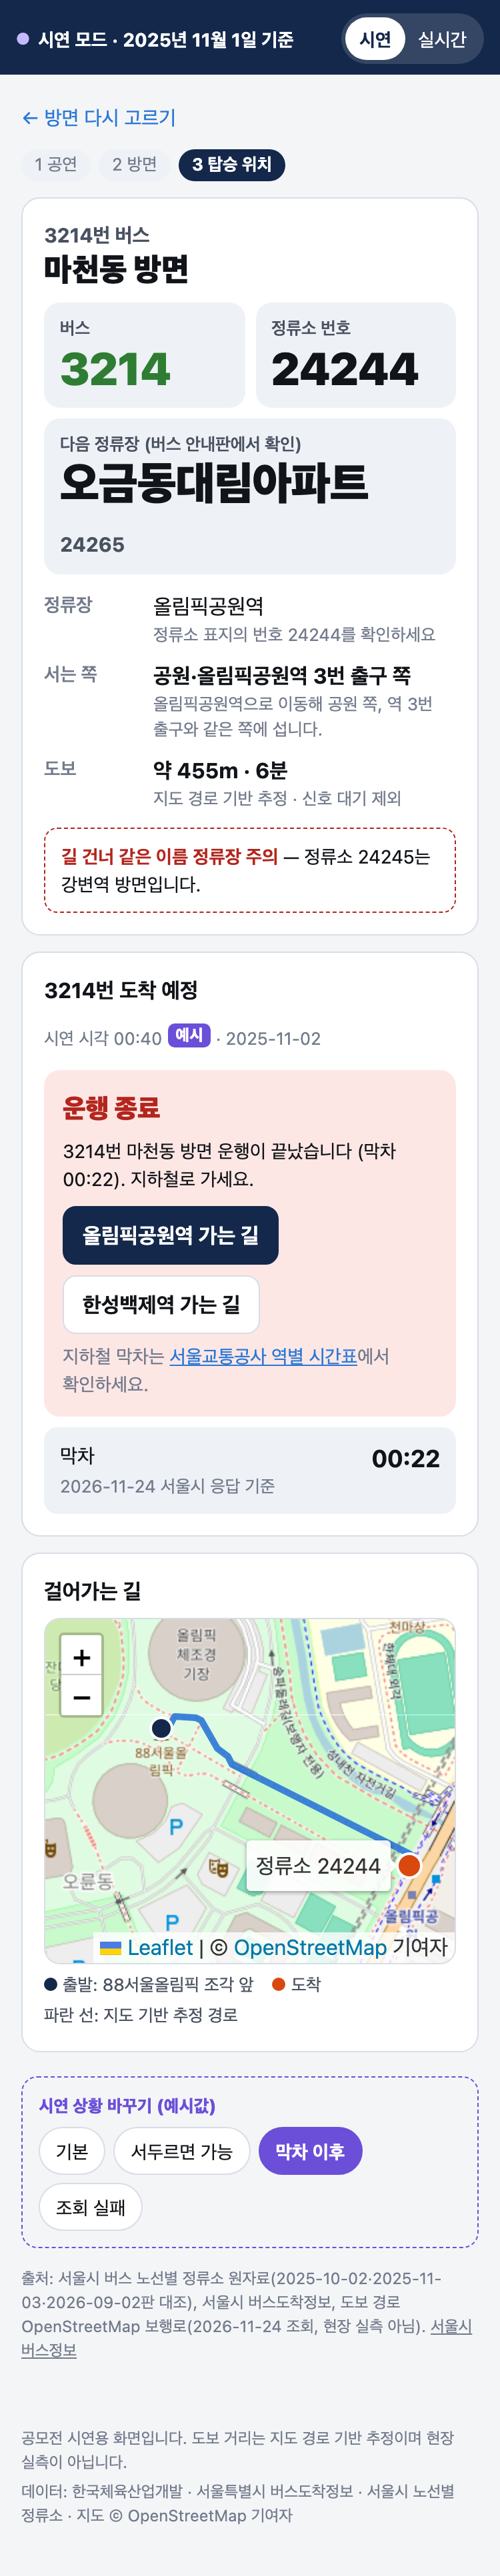 시연 모드 · 2025년 11월 1일 기준
시연 실시간
← 방면 다시 고르기
1 공연 2 방면 3 탑승 위치
3214번 버스
마천동 방면
버스
3214
정류소 번호
24244
다음 정류장 (버스 안내판에서 확인)
오금동대림아파트
24265
정류장
올림픽공원역
정류소 표지의 번호 24244를 확인하세요
서는 쪽
공원·올림픽공원역 3번 출구 쪽
올림픽공원역으로 이동해 공원 쪽, 역 3번
출구와 같은 쪽에 섭니다.
도보
약 455m · 6분
지도 경로 기반 추정 · 신호 대기 제외
길 건너 같은 이름 정류장 주의 — 정류소 24245는
강변역 방면입니다.
3214번 도착 예정
시연 시각 00:40 예시 · 2025-11-02
운행 종료
3214번 마천동 방면 운행이 끝났습니다 (막차
00:22). 지하철로 가세요.
올림픽공원역 가는 길
한성백제역 가는 길
지하철 막차는 서울교통공사 역별 시간표에서
확인하세요.
막차
00:22
2026-11-24 서울시 응답 기준
걸어가는 길
+
−
올림픽
체조경
기장
88서울올
림픽
P
정류소 24244
오륜동
P
올림픽공
Leaflet | © OpenStreetMap 기여자
출발: 88서울올림픽 조각 앞 도착
파란 선: 지도 기반 추정 경로
시연 상황 바꾸기 (예시값)
기본 서두르면 가능 막차 이후
조회 실패
출처: 서울시 버스 노선별 정류소 원자료(2025-10-02·2025-11-
03·2026-09-02판 대조), 서울시 버스도착정보, 도보 경로
OpenStreetMap 보행로(2026-11-24 조회, 현장 실측 아님). 서울시
버스정보
공모전 시연용 화면입니다. 도보 거리는 지도 경로 기반 추정이며 현장
실측이 아닙니다.
데이터: 한국체육산업개발 · 서울특별시 버스도착정보 · 서울시 노선별
정류소 · 지도 © OpenStreetMap 기여자